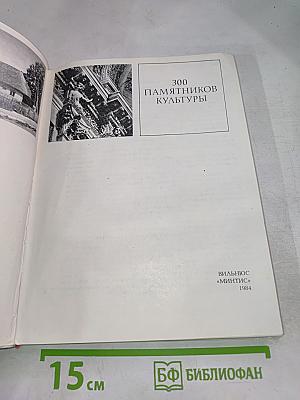 300
ПАМЯТНИКОВ
КУЛЬТУРЫ
ВИЛЬНЮС
«МИНТИС»
1984
15 см
БФ БИБЛИОФАН